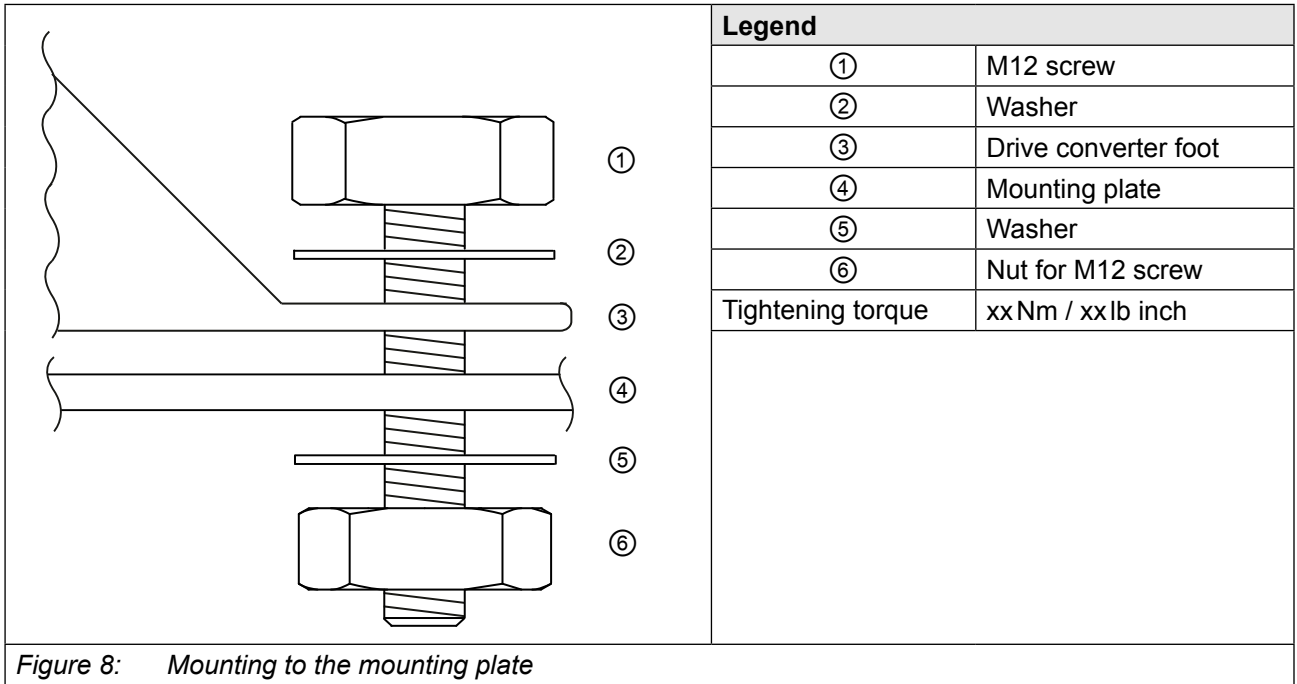 ①
②
③
④
⑤
⑥
Legend
① M12 screw
② Washer
③ Drive converter foot
④ Mounting plate
⑤ Washer
⑥ Nut for M12 screw
Tightening torque xx Nm / xx lb inch
Figure 8: Mounting to the mounting plate